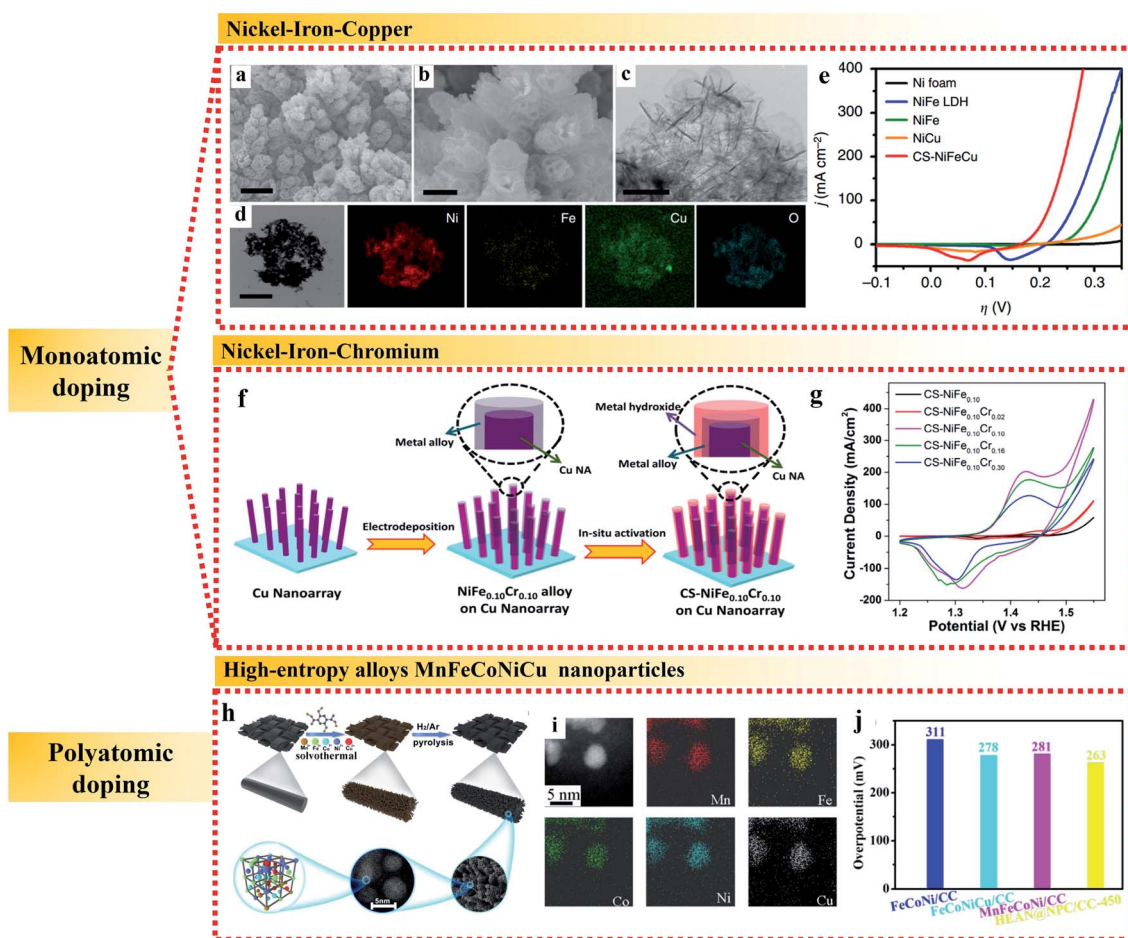 Nickel-Iron-Copper
a
b
c
d
Ni
Fe
Cu
O
e
Ni foam
NiFe LDH
NiFe
NiCu
CS-NiFeCu
400
300
200
100
0
j (mA cm⁻²)
–0.1
0.0
0.1
0.2
0.3
η (V)
Monoatomic
doping
Nickel-Iron-Chromium
f
Metal alloy
Cu NA
Metal hydroxide
Metal alloy
Cu NA
Electrodeposition
In-situ activation
Cu Nanoarray
NiFe₀.₁₀Cr₀.₁₀ alloy
on Cu Nanoarray
CS-NiFe₀.₁₀Cr₀.₁₀
on Cu Nanoarray
g
CS-NiFe₀.₁₀
CS-NiFe₀.₁₀Cr₀.₀₂
CS-NiFe₀.₁₀Cr₀.₁₀
CS-NiFe₀.₁₀Cr₀.₁₆
CS-NiFe₀.₁₀Cr₀.₃₀
400
300
200
100
0
-100
-200
Current Density (mA/cm²)
1.2
1.3
1.4
1.5
Potential (V vs RHE)
High-entropy alloys MnFeCoNiCu nanoparticles
Polyatomic
doping
h
solvothermal
H₂/Ar
pyrolysis
5nm
i
5 nm
Mn
Fe
Co
Ni
Cu
j
311
278
281
263
300
200
100
0
Overpotential (mV)
FeCoNi/CC
FeCoNiCu/CC
MnFeCoNi/CC
HEAN@NPC/CC-450